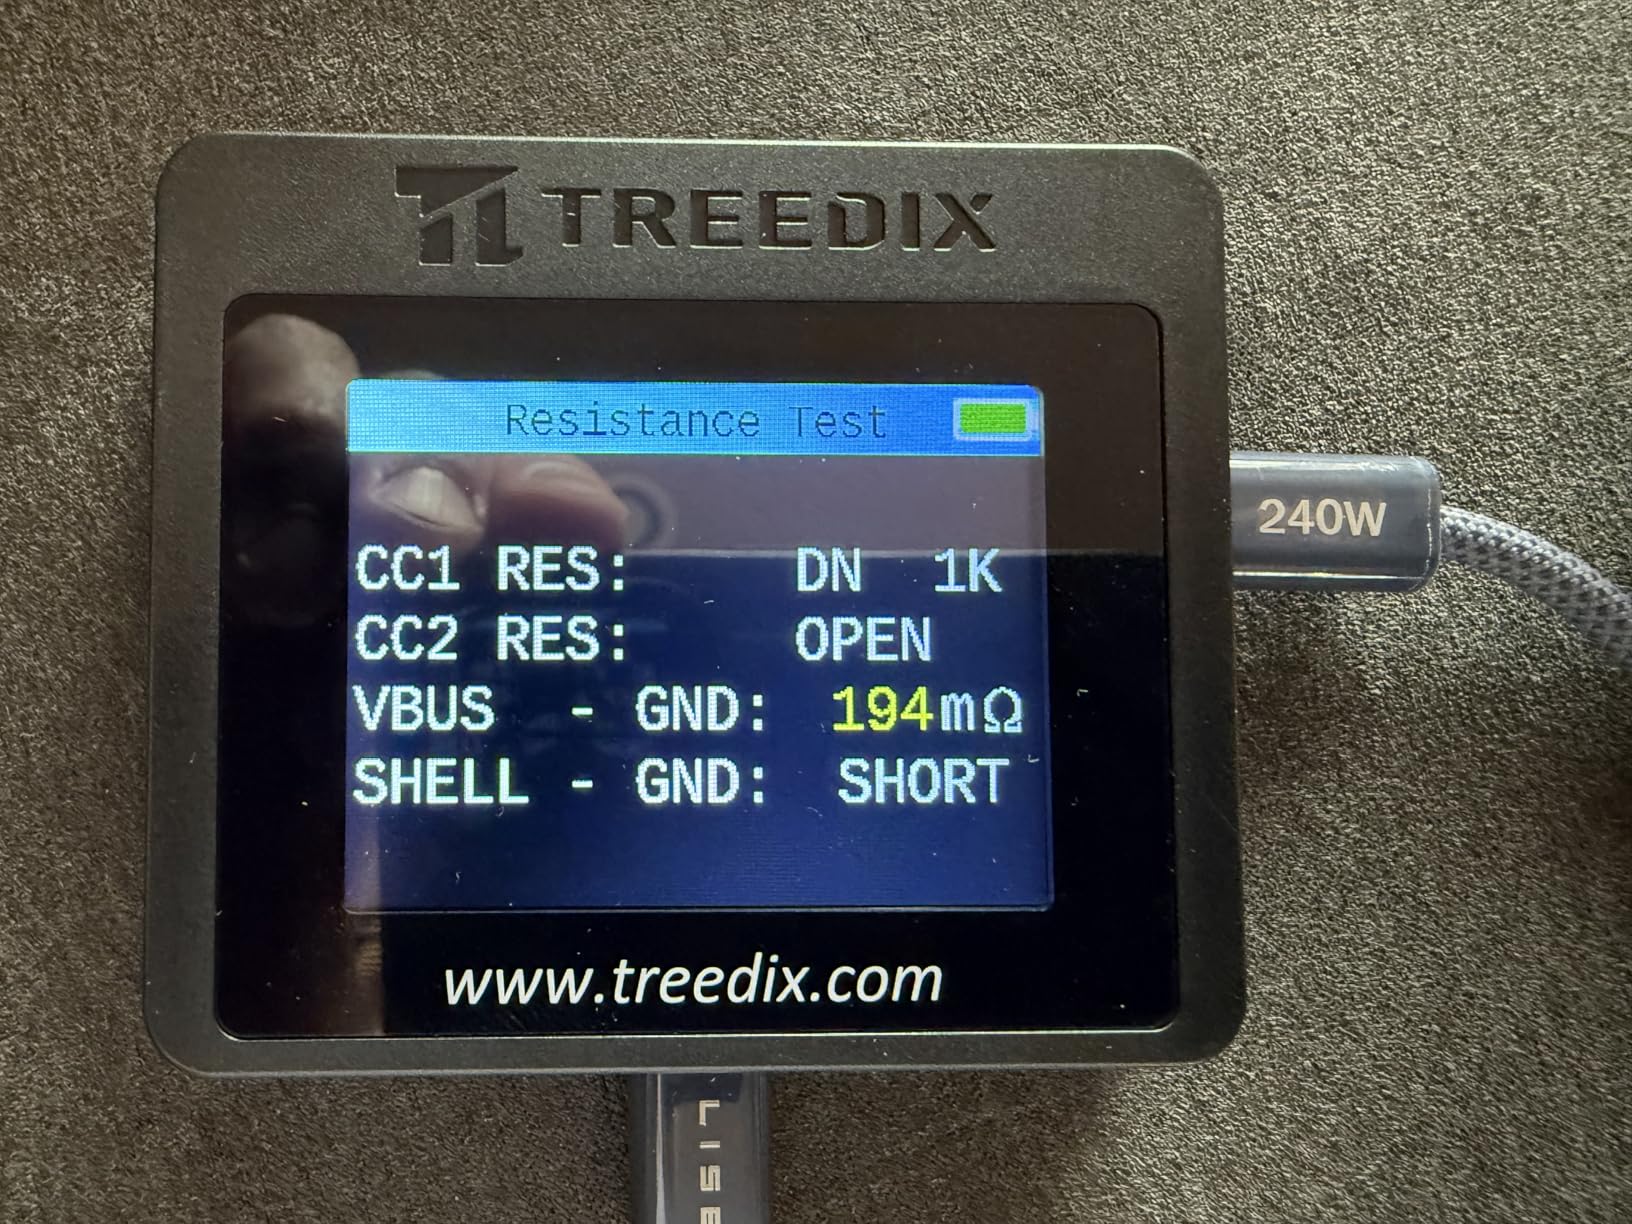 TREEDIX
Resistance Test
240W
CC1 RES: DN 1K
CC2 RES: OPEN
VBUS - GND: 194mΩ
SHELL - GND: SHORT
www.treedix.com
LISE